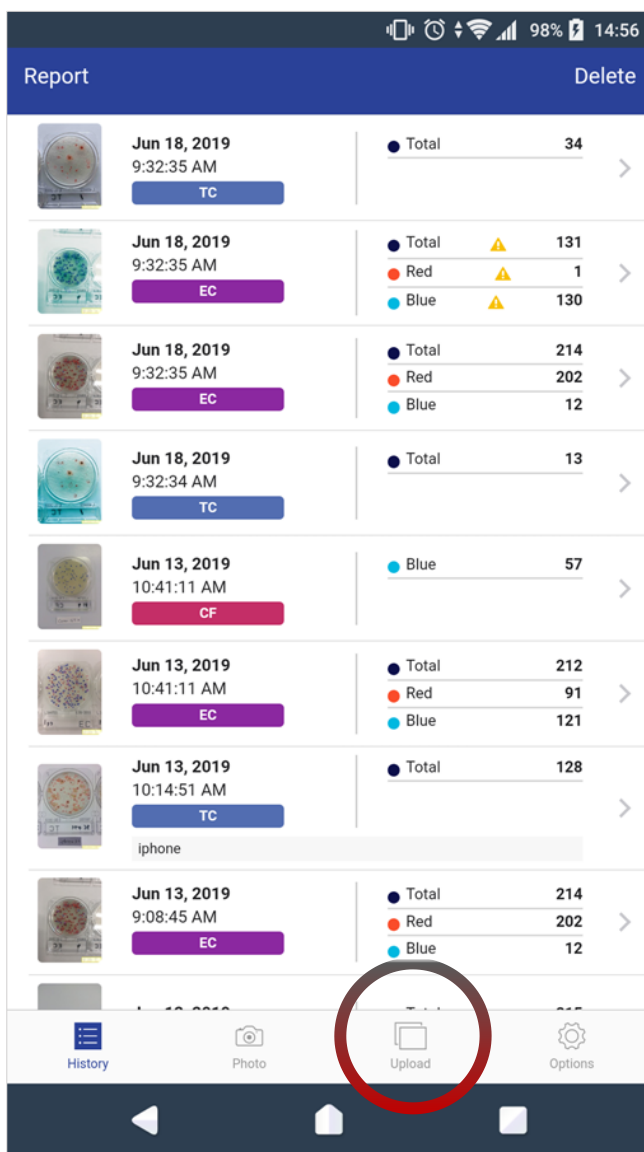 98% 14:56
Report Delete
Jun 18, 2019
9:32:35 AM
TC
Total 34
Jun 18, 2019
9:32:35 AM
EC
Total 131
Red 1
Blue 130
Jun 18, 2019
9:32:35 AM
EC
Total 214
Red 202
Blue 12
Jun 18, 2019
9:32:34 AM
TC
Total 13
Jun 13, 2019
10:41:11 AM
CF
Blue 57
Jun 13, 2019
10:41:11 AM
EC
Total 212
Red 91
Blue 121
Jun 13, 2019
10:14:51 AM
TC
iphone
Total 128
Jun 13, 2019
9:08:45 AM
EC
Total 214
Red 202
Blue 12
History Photo Upload Options